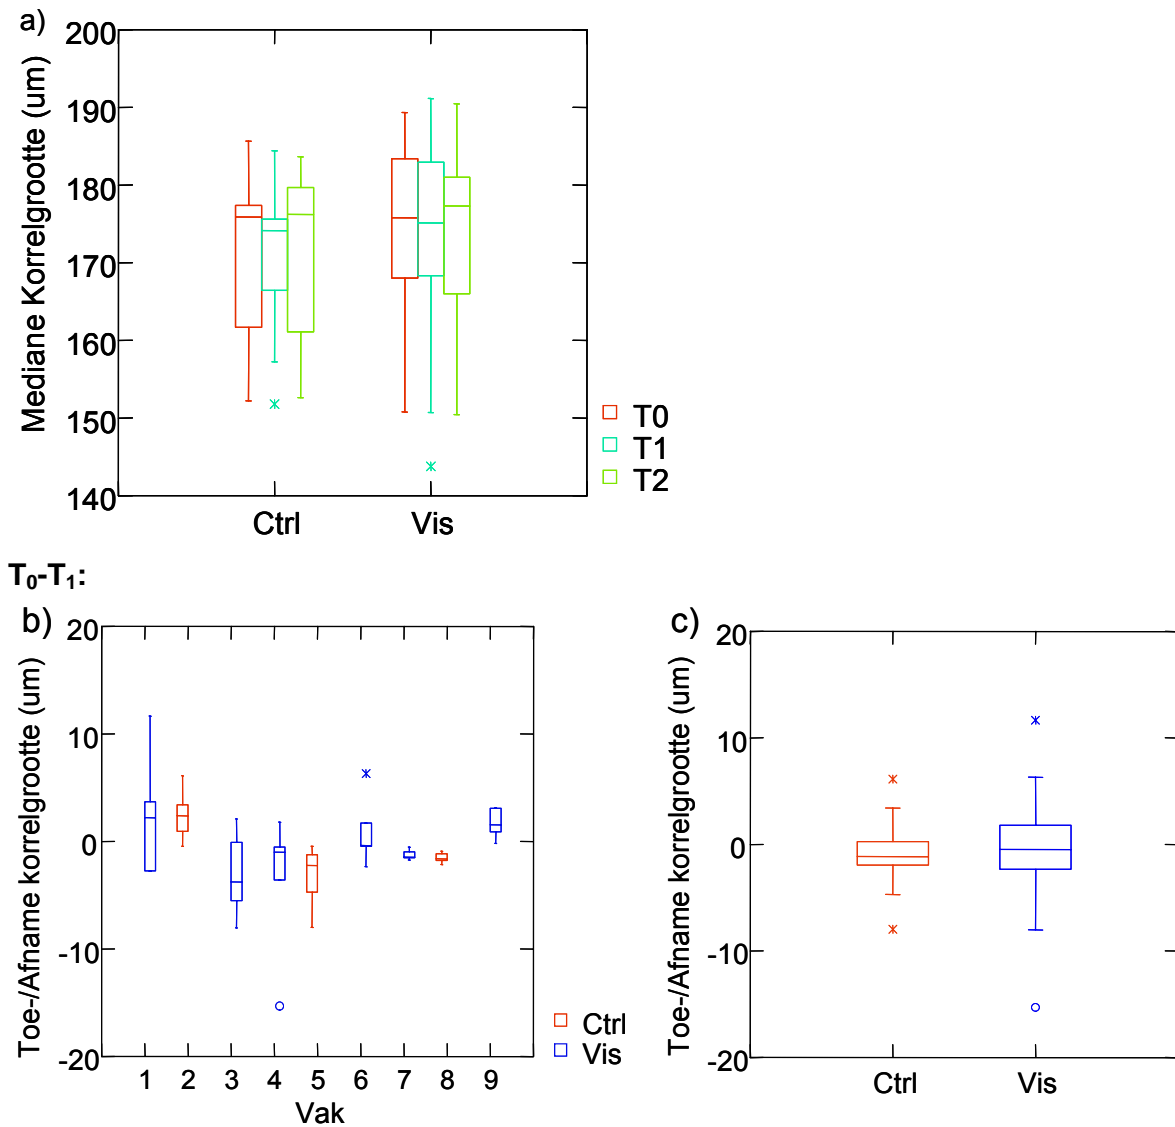 a)
200
190
180
170
160
150
140
Mediane Korrelgrootte (um)
Ctrl Vis
T0
T1
T2
T0-T1:
b)
20
10
0
-10
-20
Toe-/Afname korrelgrootte (um)
1 2 3 4 5 6 7 8 9
Vak
Ctrl
Vis
c)
20
10
0
-10
-20
Toe-/Afname korrelgrootte (um)
Ctrl Vis